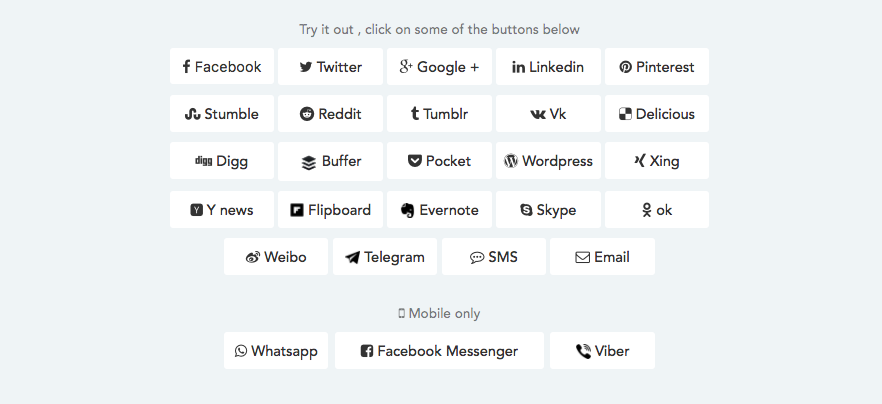 Try it out , click on some of the buttons below
Facebook Twitter Google + Linkedin Pinterest
Stumble Reddit Tumblr Vk Delicious
digg Digg Buffer Pocket Wordpress Xing
Y Y news Flipboard Evernote Skype ok
Weibo Telegram SMS Email
Mobile only
Whatsapp Facebook Messenger Viber